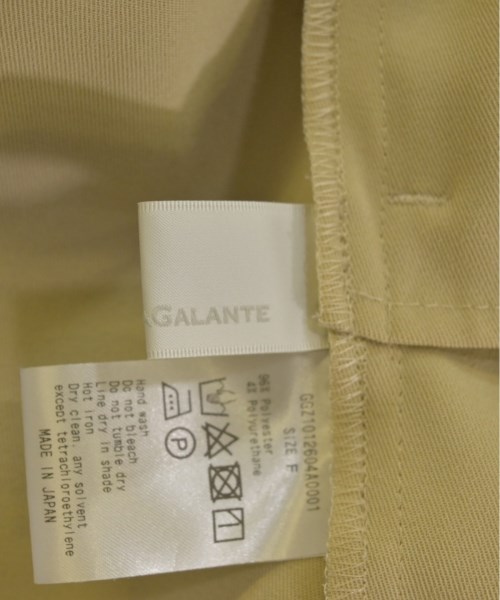 GALANTE
GCZ1012604A0001
SIZE F
96% Polyester
4% Polyurethane
Hand wash
Do not bleach
Do not tumble dry
Line dry in shade
Hot iron
Dry clean, any solvent
except tetrachloroethylene
MADE IN JAPAN